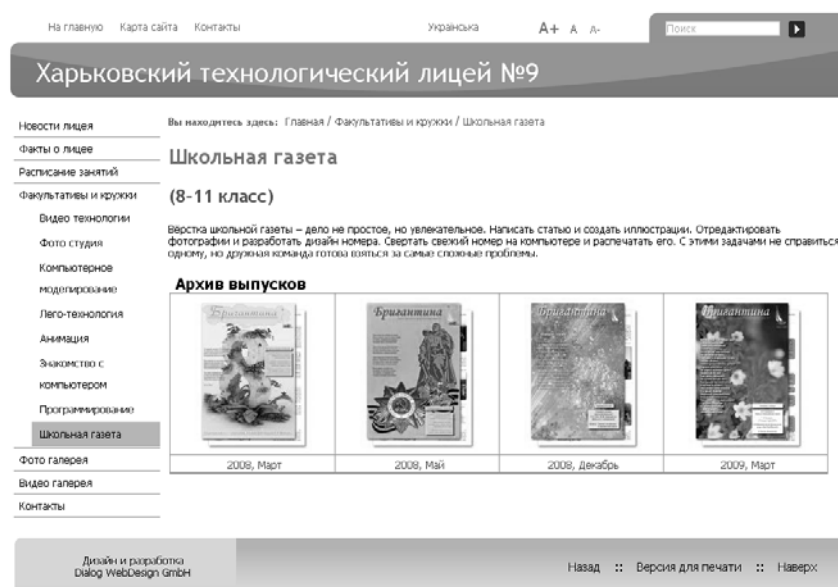 На главную Карта сайта Контакты Українська A+ A A- Поиск
Харьковский технологический лицей №9
Новости лицея
Факты о лицее
Расписание занятий
Факультативы и кружки
Видео технологии
Фото студия
Компьютерное
моделирование
Лего-технология
Анимация
Знакомство с
компьютером
Программирование
Школьная газета
Фото галерея
Видео галерея
Контакты
Вы находитесь здесь: Главная / Факультативы и кружки / Школьная газета
Школьная газета
(8-11 класс)
Вёрстка школьной газеты – дело не простое, но увлекательное. Написать статью и создать иллюстрации. Отредактировать
фотографии и разработать дизайн номера. Свертать свежий номер на компьютере и распечатать его. С этими задачами не справиться
одному, но дружная команда готова взяться за самые сложные проблемы.
Архив выпусков
Бригантина Бригантина Бригантина Бригантина
2008, Март 2008, Май 2008, Декабрь 2009, Март
Дизайн и разработка
Dialog WebDesign GmbH
Назад :: Версия для печати :: Наверх